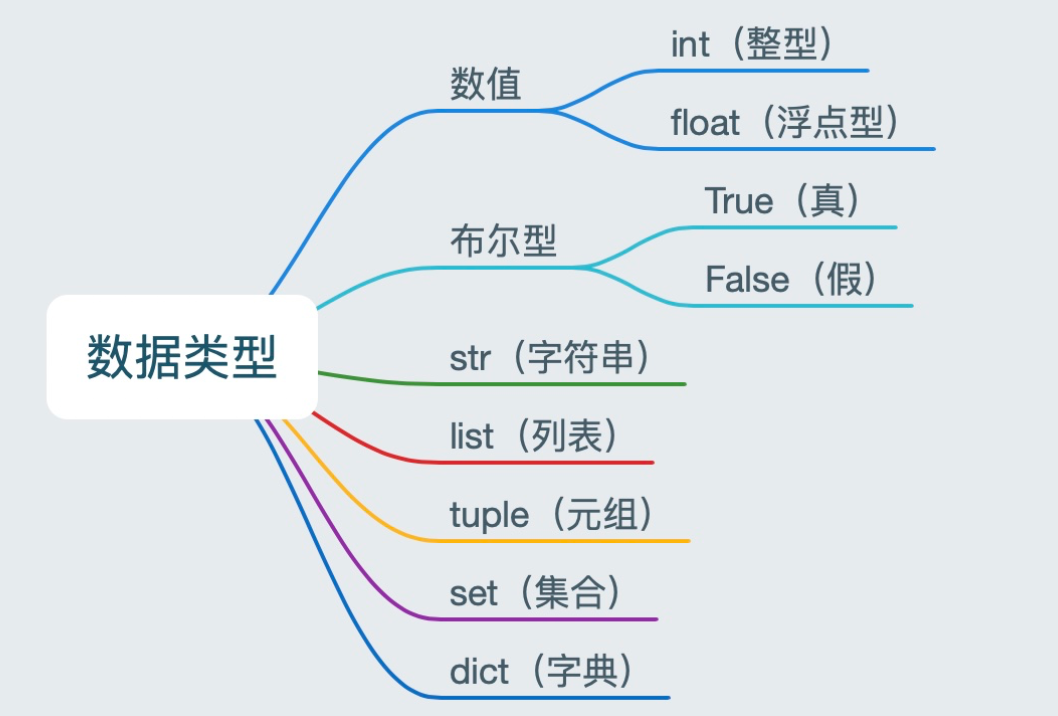 数据类型
数值
int（整型）
float（浮点型）
布尔型
True（真）
False（假）
str（字符串）
list（列表）
tuple（元组）
set（集合）
dict（字典）